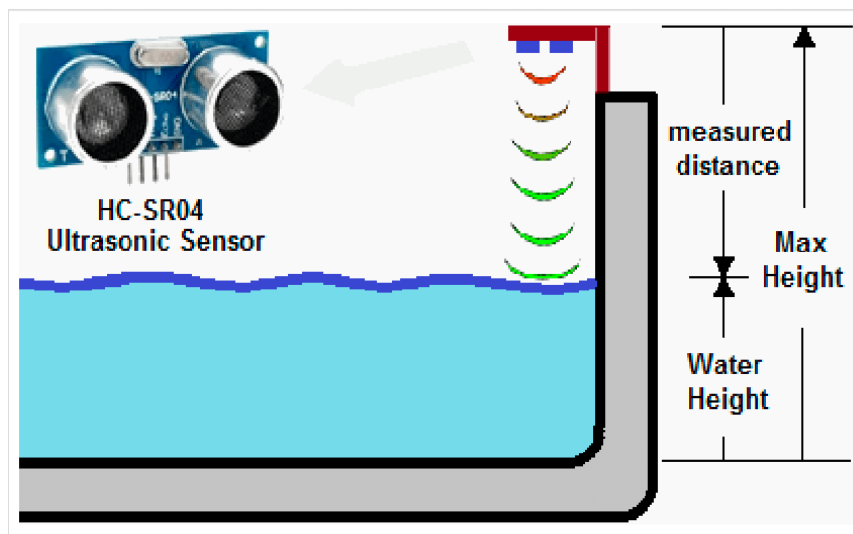 HC-SR04
Ultrasonic Sensor
measured
distance
Max
Height
Water
Height
T